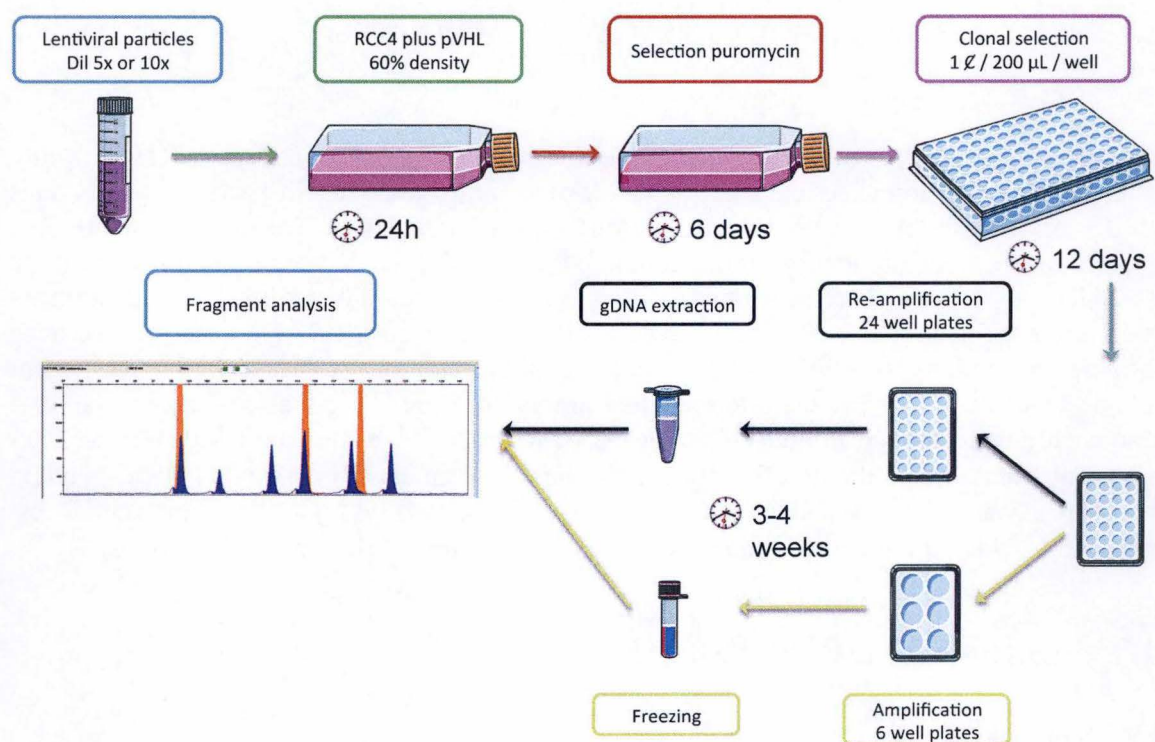 Lentiviral particles
Dil 5x or 10x
RCC4 plus pVHL
60% density
Selection puromycin
Clonal selection
1 ₡ / 200 µL / well
24h
6 days
12 days
Fragment analysis
gDNA extraction
Re-amplification
24 well plates
3-4
weeks
Freezing
Amplification
6 well plates